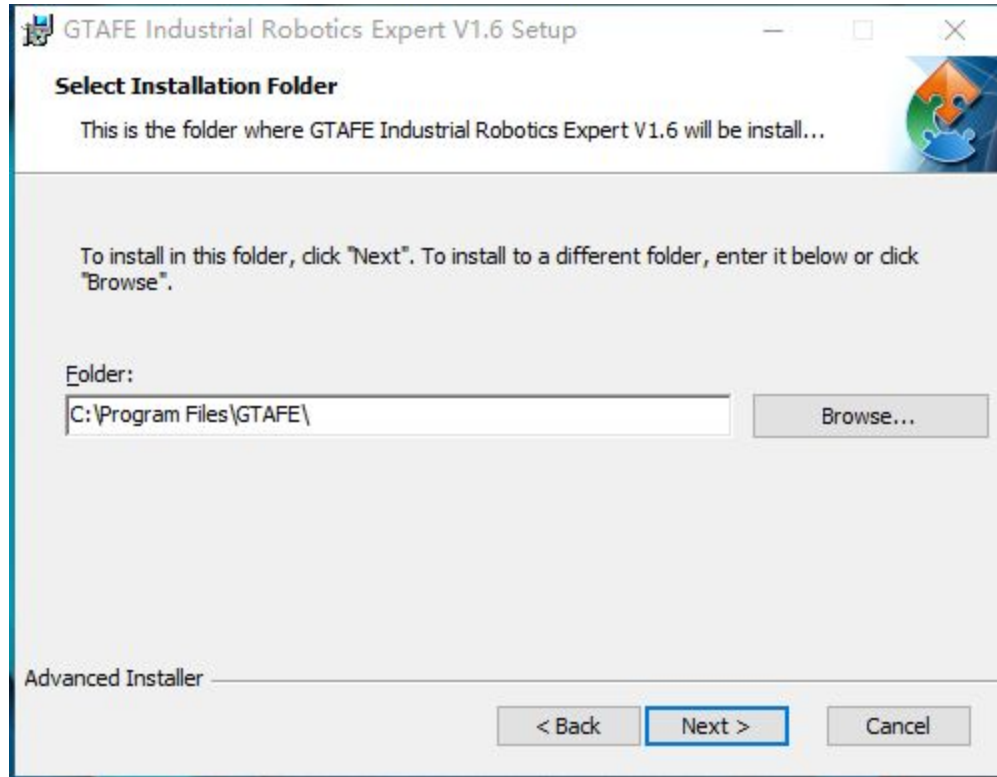 GTAFE Industrial Robotics Expert V1.6 Setup
Select Installation Folder
This is the folder where GTAFE Industrial Robotics Expert V1.6 will be install...
To install in this folder, click "Next". To install to a different folder, enter it below or click
"Browse".
Folder:
C:\Program Files\GTAFE\
Browse...
Advanced Installer
< Back
Next >
Cancel